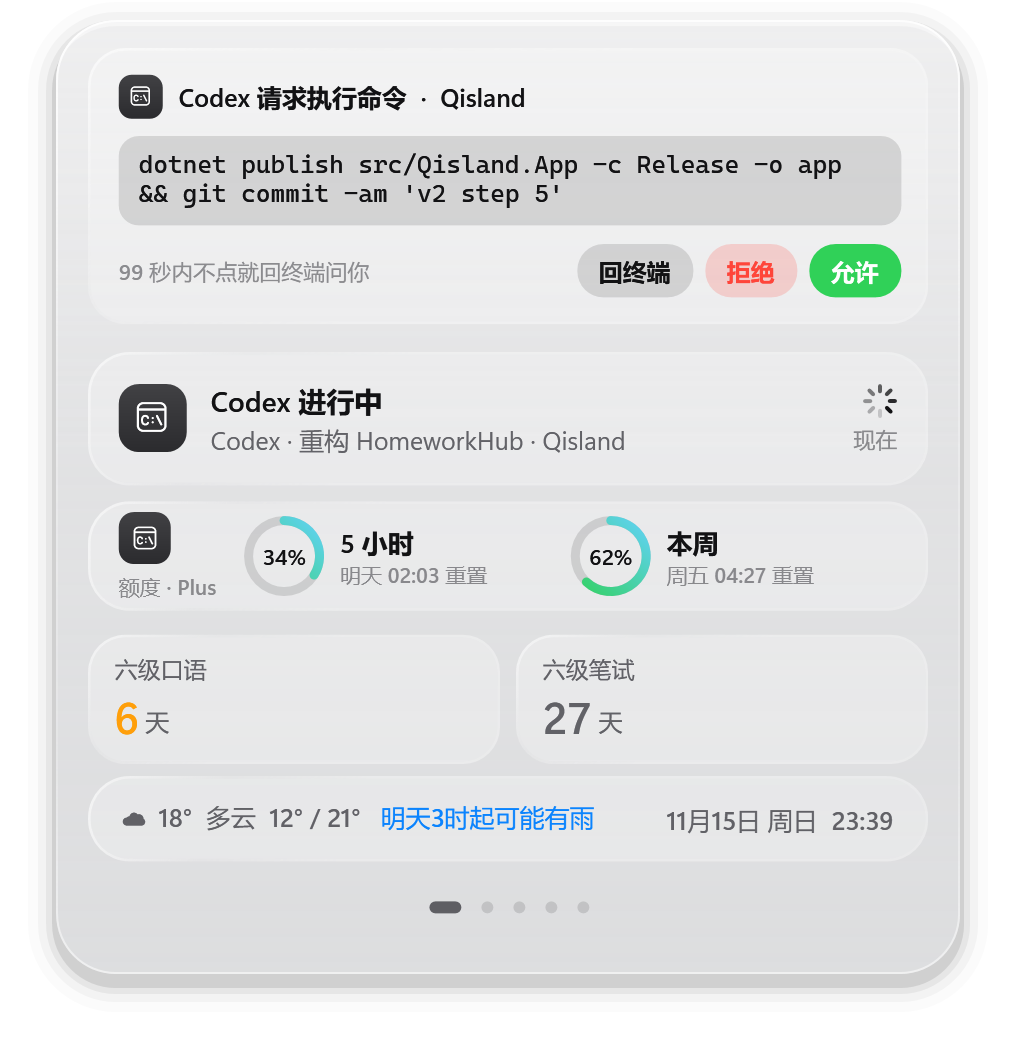 C:\
Codex 请求执行命令 · Qisland
dotnet publish src/Qisland.App -c Release -o app
&& git commit -am 'v2 step 5'
99 秒内不点就回终端问你
回终端
拒绝
允许
C:\
Codex 进行中
Codex · 重构 HomeworkHub · Qisland
现在
C:\
额度 · Plus
34%
5 小时
明天 02:03 重置
62%
本周
周五 04:27 重置
六级口语
6 天
六级笔试
27 天
18° 多云 12° / 21° 明天3时起可能有雨
11月15日 周日 23:39